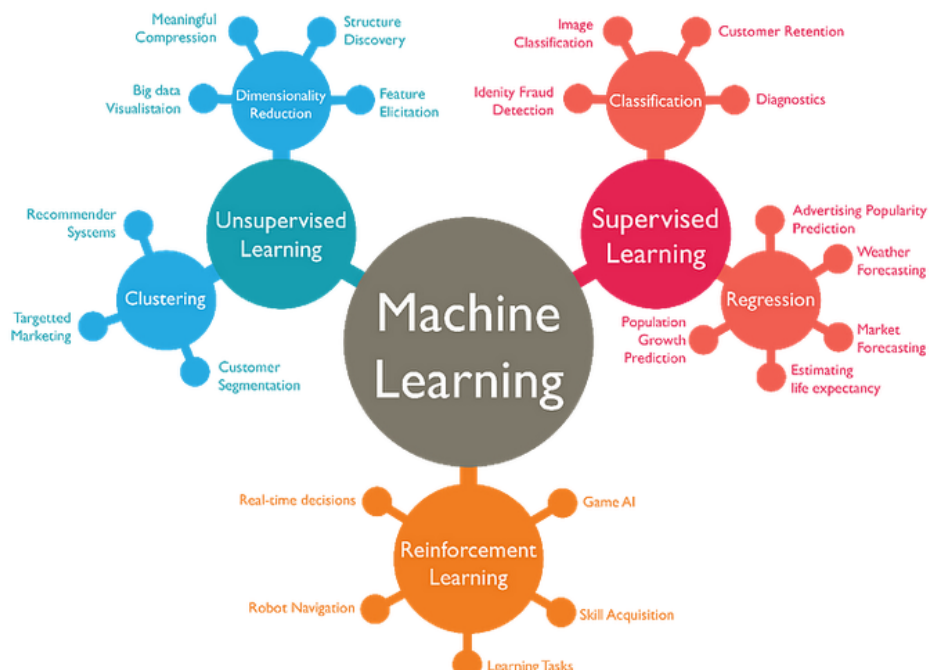 Meaningful
Compression
Structure
Discovery
Big data
Visualistaion
Dimensionality
Reduction
Feature
Elicitation
Image
Classification
Customer Retention
Idenity Fraud
Detection
Classification
Diagnostics
Unsupervised
Learning
Supervised
Learning
Recommender
Systems
Clustering
Targetted
Marketing
Customer
Segmentation
Machine
Learning
Advertising Popularity
Prediction
Weather
Forecasting
Regression
Population
Growth
Prediction
Market
Forecasting
Estimating
life expectancy
Real-time decisions
Game AI
Reinforcement
Learning
Robot Navigation
Skill Acquisition
Learning Tasks